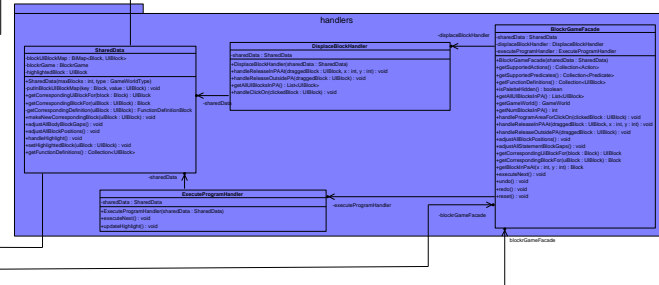 handlers
SharedData
-blockUIBlockMap : BiMap<Block, UIBlock>
-blockrGame : BlockrGame
-highlightedBlock : UIBlock
+SharedData(maxBlocks : int, type : GameWorldType)
-putInBlockUIBlockMap(key : Block, value : UIBlock) : void
+getCorrespondingUIBlockFor(block : Block) : UIBlock
+getCorrespondingBlockFor(uiBlock : UIBlock) : Block
-getCorrespondingDefinition(uiBlock : UIBlock) : FunctionDefinitionBlock
+makeNewCorrespondingBlock(uiBlock : UIBlock) : void
+adjustAllBodyBlockGaps() : void
+adjustAllBlockPositions() : void
+handleHighlight() : void
+setHighlightedBlock(uiBlock : UIBlock) : void
+getFunctionDefinitions() : Collection<UIBlock>
DisplaceBlockHandler
-sharedData : SharedData
+DisplaceBlockHandler(sharedData : SharedData)
+handleReleaseInPAAt(draggedBlock : UIBlock, x : int, y : int) : void
+handleReleaseOutsidePA(draggedBlock : UIBlock) : void
+getAllUIBlocksInPA() : List<UIBlock>
+handleClickOn(clickedBlock : UIBlock) : void
-displaceBlockHandler
-sharedData
BlockrGameFacade
-sharedData : SharedData
-displaceBlockHandler : DisplaceBlockHandler
-executeProgramHandler : ExecuteProgramHandler
+BlockrGameFacade(sharedData : SharedData)
+getSupportedActions() : Collection<Action>
+getSupportedPredicates() : Collection<Predicate>
+getFunctionDefinitions() : Collection<UIBlock>
+isPaletteHidden() : boolean
+getAllUIBlocksInPA() : List<UIBlock>
+getGameWorld() : GameWorld
+getNumBlocksInPA() : int
+handleProgramAreaForClickOn(clickedBlock : UIBlock) : void
+handleReleaseInPAAt(draggedBlock : UIBlock, x : int, y : int) : void
+handleReleaseOutsidePA(draggedBlock : UIBlock) : void
+adjustAllBlockPositions() : void
+adjustAllStatementBlockGaps() : void
+getCorrespondingUIBlockFor(block : Block) : UIBlock
+getCorrespondingBlockFor(uiBlock : UIBlock) : Block
+getBlockInPaAt(x : int, y : int) : Block
+executeNext() : void
+undo() : void
+redo() : void
+reset() : void
-sharedData
ExecuteProgramHandler
-sharedData : SharedData
+ExecuteProgramHandler(sharedData : SharedData)
+executeNext() : void
+updateHighlight() : void
-executeProgramHandler
-blockrGameFacade
blockrGameFacade